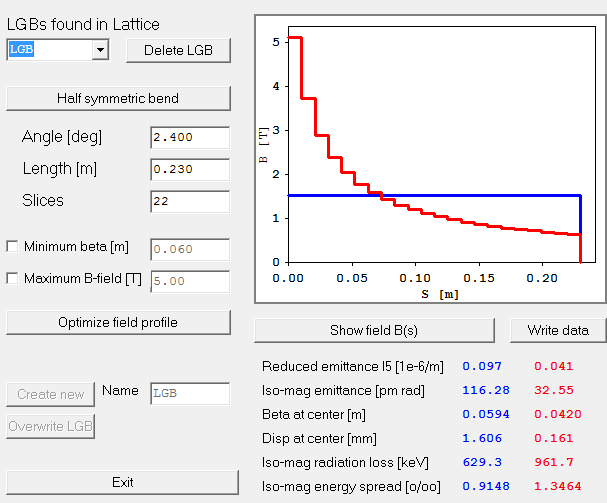 LGBs found in Lattice
LGB
Delete LGB
Half symmetric bend
Angle [deg] 2.400
Length [m] 0.230
Slices 22
Minimum beta [m] 0.060
Maximum B-field [T] 5.00
Optimize field profile
Create new Name LGB
Overwrite LGB
Exit
B [T]
5
4
3
2
1
0
0.00 0.05 0.10 0.15 0.20
S [m]
Show field B(s) Write data
Reduced emittance I5 [1e-6/m] 0.097 0.041
Iso-mag emittance [pm rad] 116.28 32.55
Beta at center [m] 0.0594 0.0420
Disp at center [mm] 1.606 0.161
Iso-mag radiation loss [keV] 629.3 961.7
Iso-mag energy spread [o/oo] 0.9148 1.3464